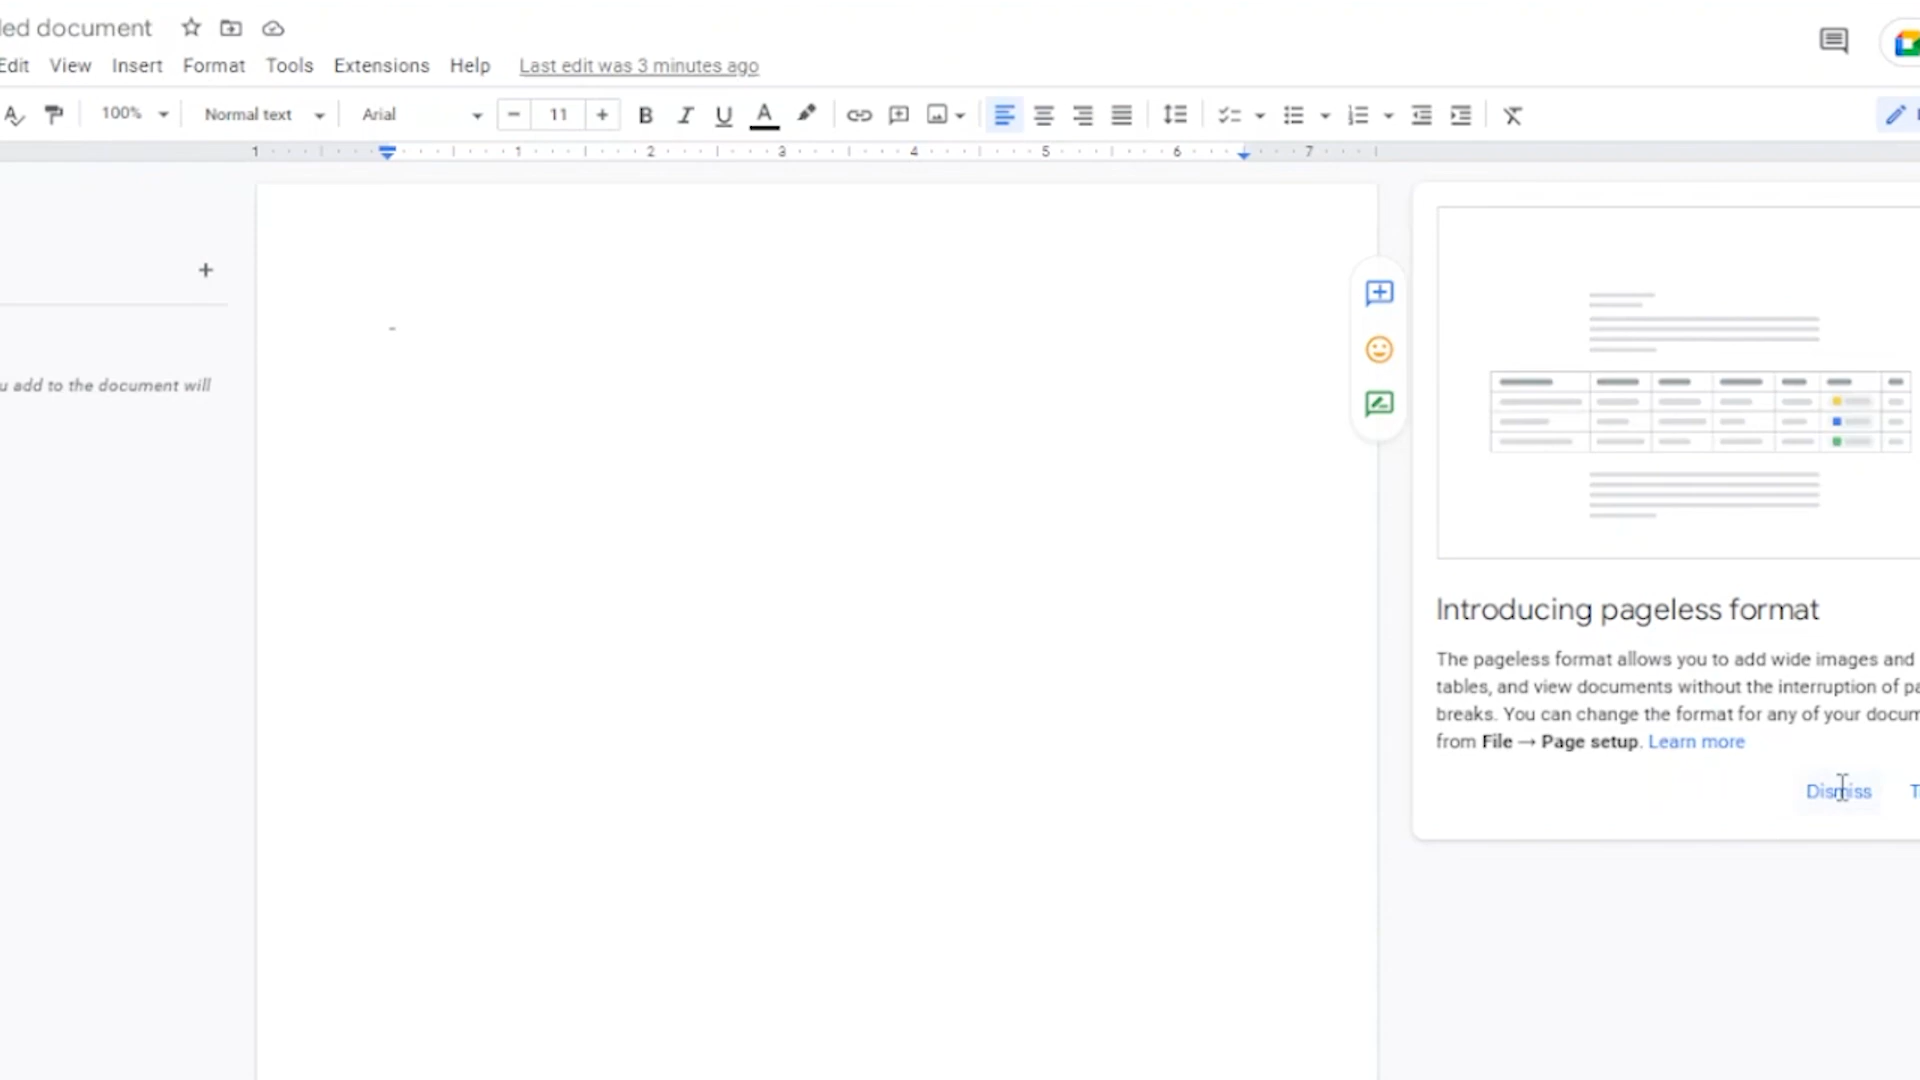 led document
Edit View Insert Format Tools Extensions Help Last edit was 3 minutes ago
100% Normal text Arial 11 B I U A
1 1 2 3 4 5 6 7
-
u add to the document will
Introducing pageless format
The pageless format allows you to add wide images and
tables, and view documents without the interruption of pa
breaks. You can change the format for any of your docum
from File → Page setup. Learn more
Dismiss T